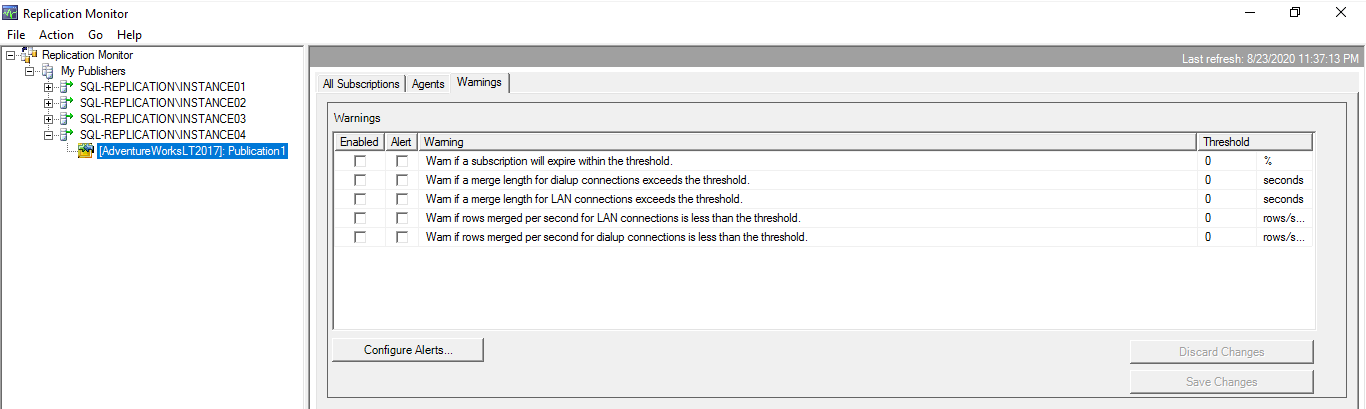 Replication Monitor
File Action Go Help
Replication Monitor
My Publishers
SQL-REPLICATION\INSTANCE01
SQL-REPLICATION\INSTANCE02
SQL-REPLICATION\INSTANCE03
SQL-REPLICATION\INSTANCE04
[AdventureWorksLT2017]: Publication1
Last refresh: 8/23/2020 11:37:13 PM
All Subscriptions Agents Warnings
Warnings
Enabled Alert Warning Threshold
Warn if a subscription will expire within the threshold. 0 %
Warn if a merge length for dialup connections exceeds the threshold. 0 seconds
Warn if a merge length for LAN connections exceeds the threshold. 0 seconds
Warn if rows merged per second for LAN connections is less than the threshold. 0 rows/s...
Warn if rows merged per second for dialup connections is less than the threshold. 0 rows/s...
Configure Alerts...
Discard Changes
Save Changes